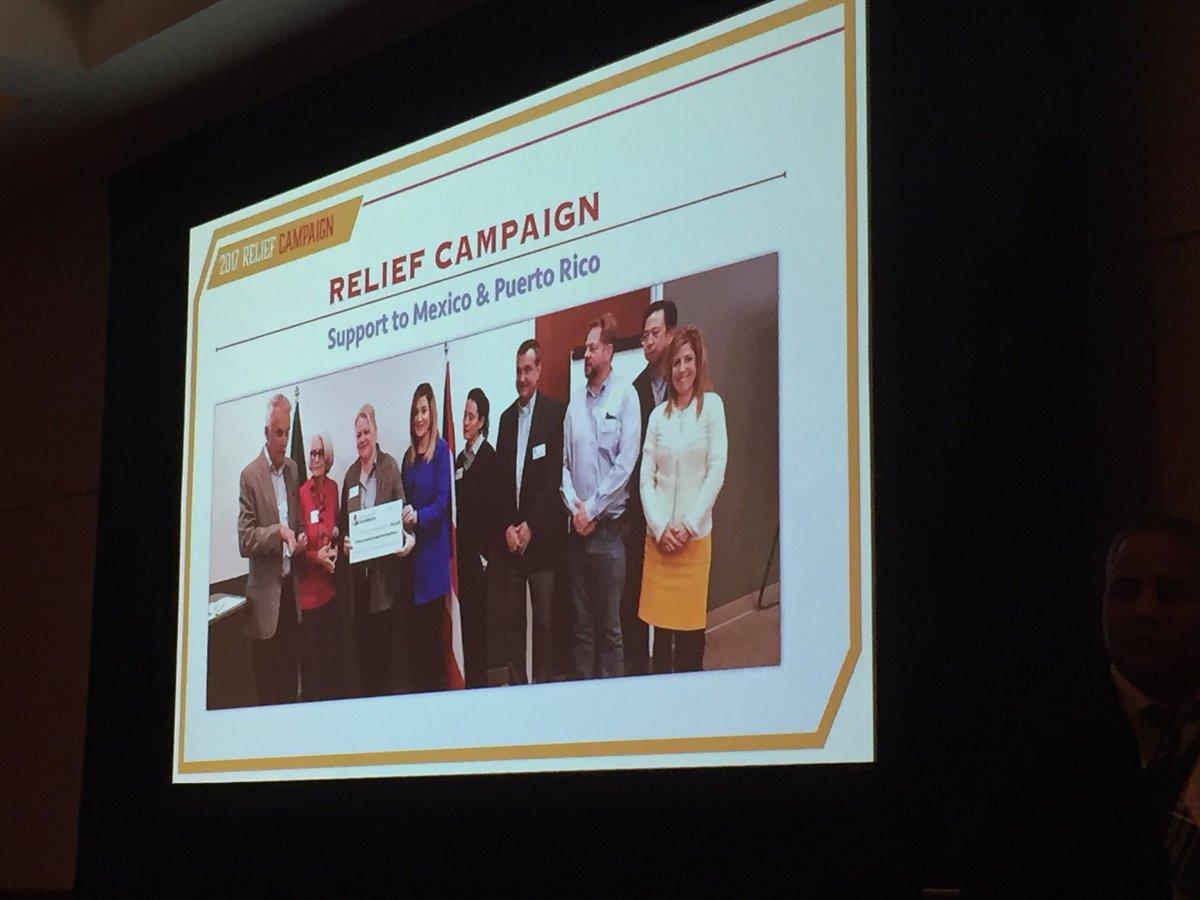 2017 RELIEF CAMPAIGN
RELIEF CAMPAIGN
Support to Mexico & Puerto Rico